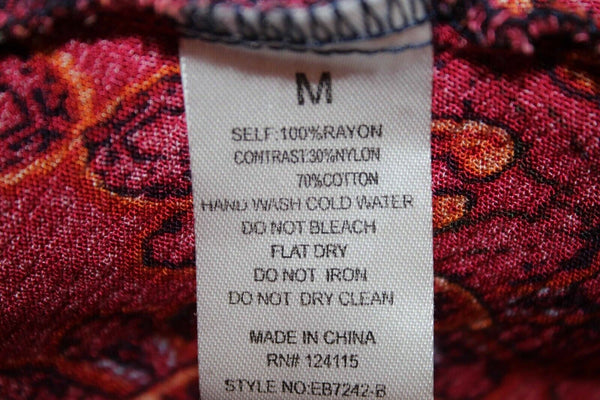 M
SELF:100%RAYON
CONTRAST:30%NYLON
70%COTTON
HAND WASH COLD WATER
DO NOT BLEACH
FLAT DRY
DO NOT IRON
DO NOT DRY CLEAN
MADE IN CHINA
RN# 124115
STYLE NO:EB7242-B